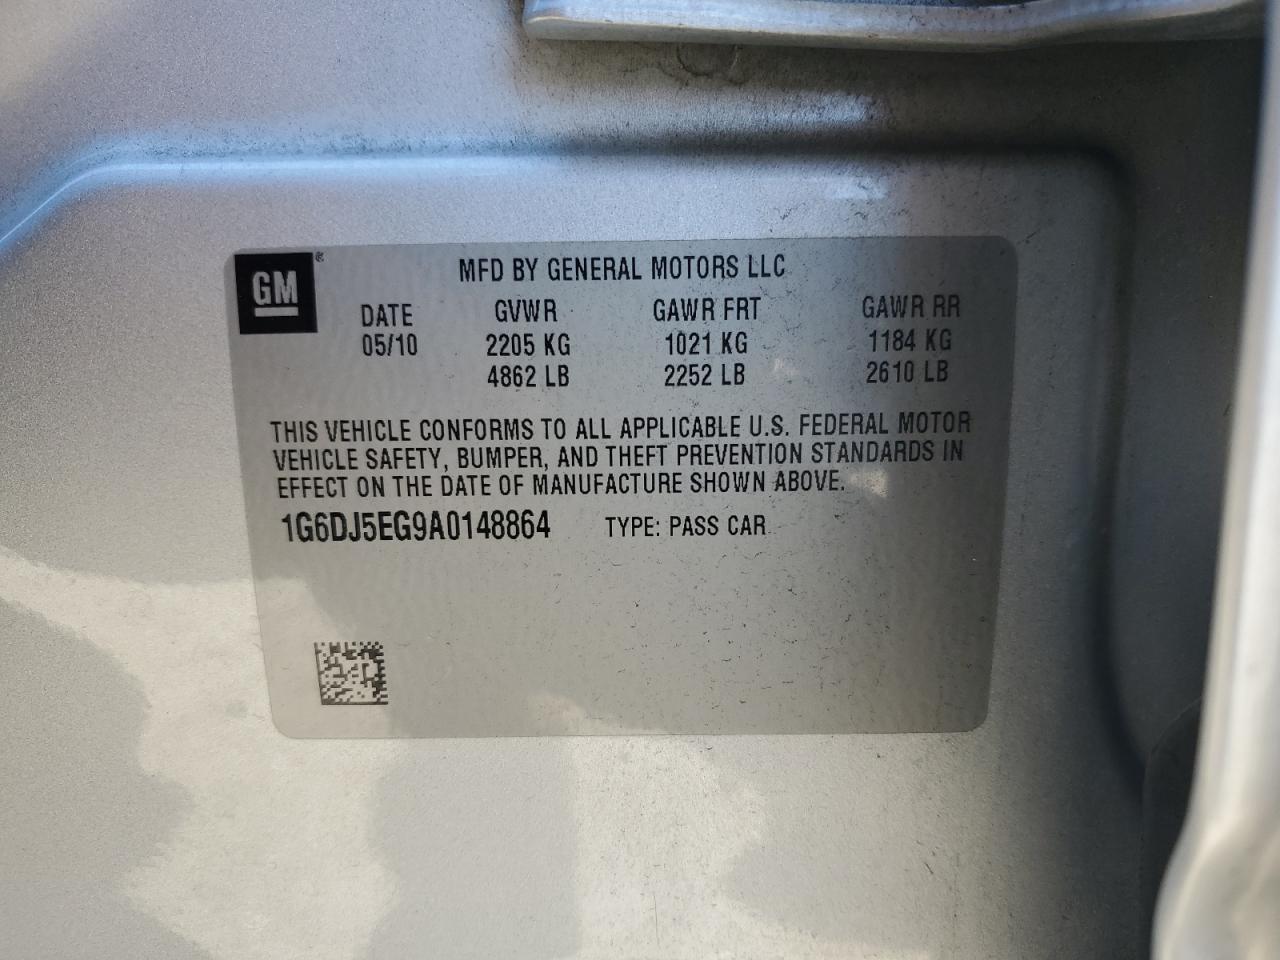 GM ®
MFD BY GENERAL MOTORS LLC
DATE GVWR GAWR FRT GAWR RR
05/10 2205 KG 1021 KG 1184 KG
4862 LB 2252 LB 2610 LB
THIS VEHICLE CONFORMS TO ALL APPLICABLE U.S. FEDERAL MOTOR
VEHICLE SAFETY, BUMPER, AND THEFT PREVENTION STANDARDS IN
EFFECT ON THE DATE OF MANUFACTURE SHOWN ABOVE.
1G6DJ5EG9A0148864 TYPE: PASS CAR